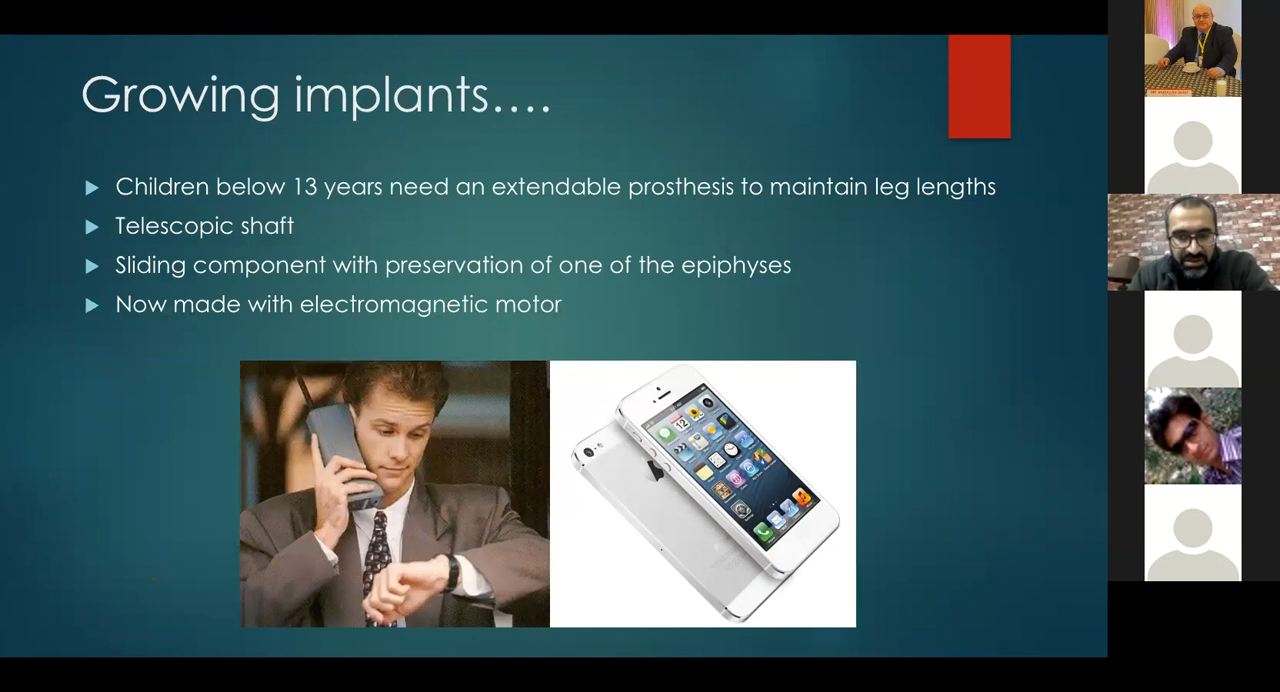 Growing implants....
Children below 13 years need an extendable prosthesis to maintain leg lengths
Telescopic shaft
Sliding component with preservation of one of the epiphyses
Now made with electromagnetic motor